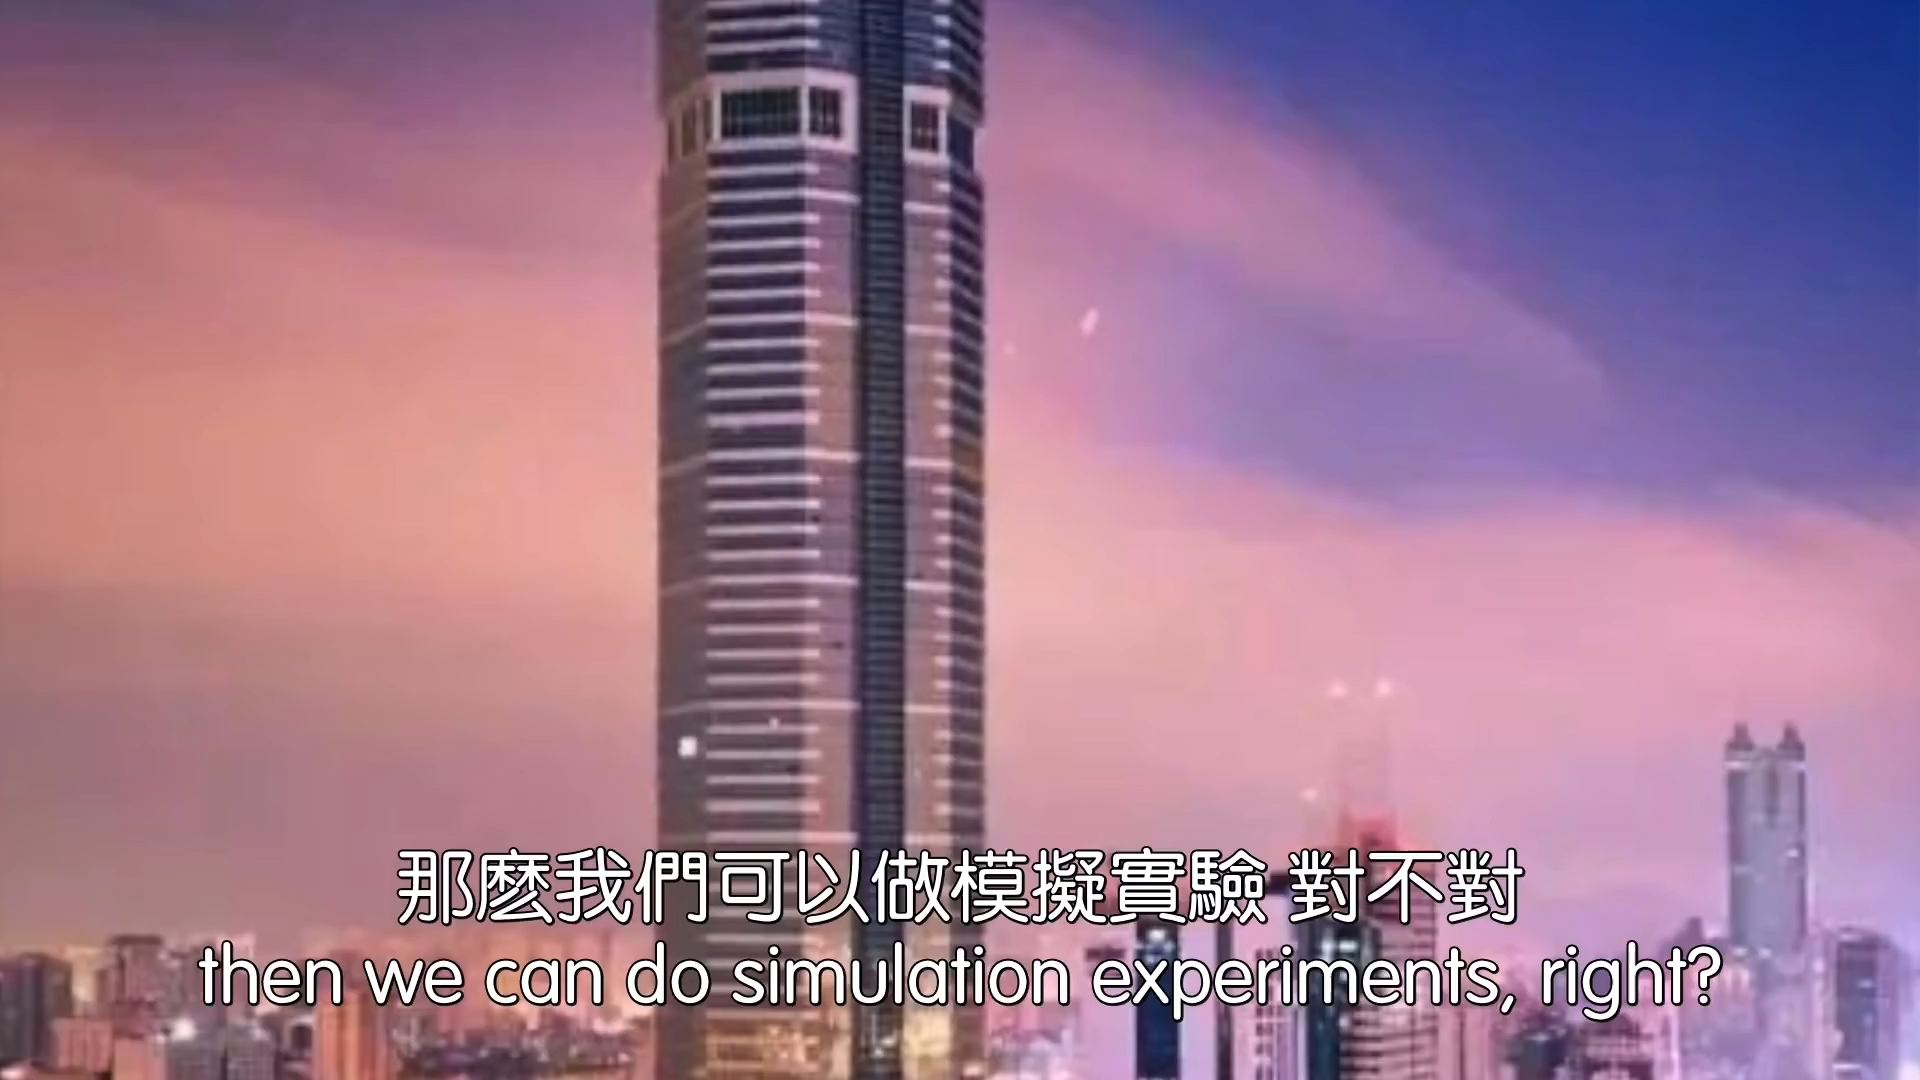 那麽我們可以做模擬實驗 對不對
then we can do simulation experiments, right?